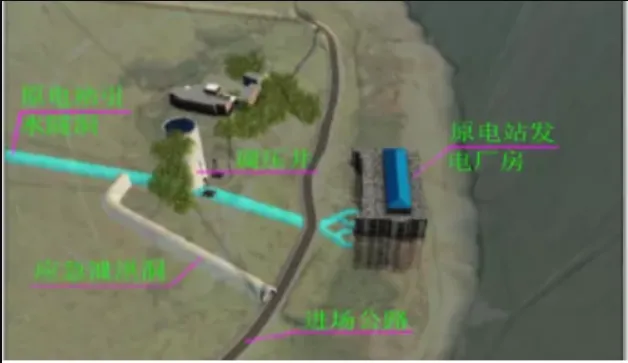 原电站引
水隧洞
调压井
原电站发
电厂房
应急泄洪洞
进场公路